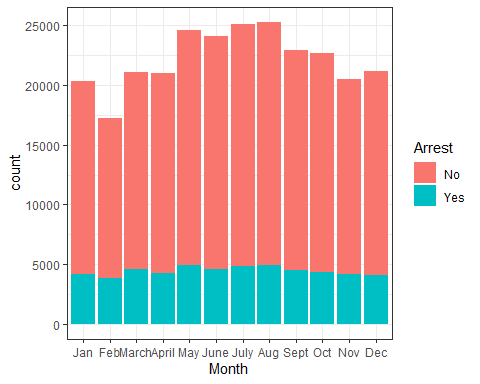 25000
20000
15000
10000
5000
0
count
Jan Feb March April May June July Aug Sept Oct Nov Dec
Month
Arrest
No
Yes